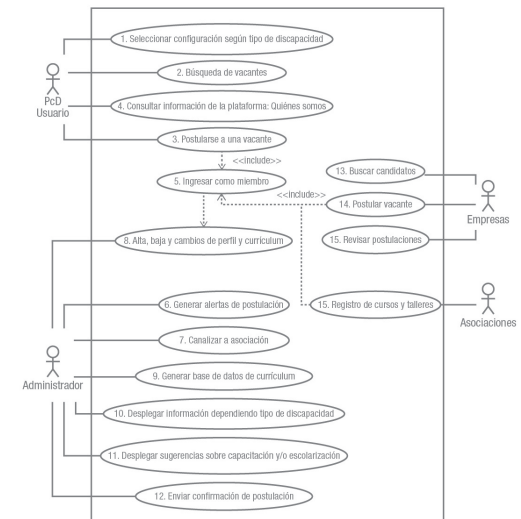 1. Seleccionar configuración según tipo de discapacidad
2. Búsqueda de vacantes
PcD
Usuario
4. Consultar información de la plataforma: Quiénes somos
3. Postularse a una vacante
<<include>>
13. Buscar candidatos
5. Ingresar como miembro
<<include>>
14. Postular vacante
Empresas
8. Alta, baja y cambios de perfil y currículum
15. Revisar postulaciones
6. Generar alertas de postulación
15. Registro de cursos y talleres
Asociaciones
7. Canalizar a asociación
Administrador
9. Generar base de datos de currículum
10. Desplegar información dependiendo tipo de discapacidad
11. Desplegar sugerencias sobre capacitación y/o escolarización
12. Enviar confirmación de postulación